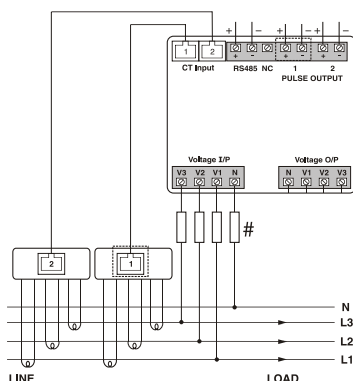 + - + - + -
1 2
+ - + - + -
CT Input RS485 NC 1 2
PULSE OUTPUT
Voltage I/P Voltage O/P
V3 V2 V1 N N V1 V2 V3
#
2 1
N
L3
L2
L1
LINE LOAD